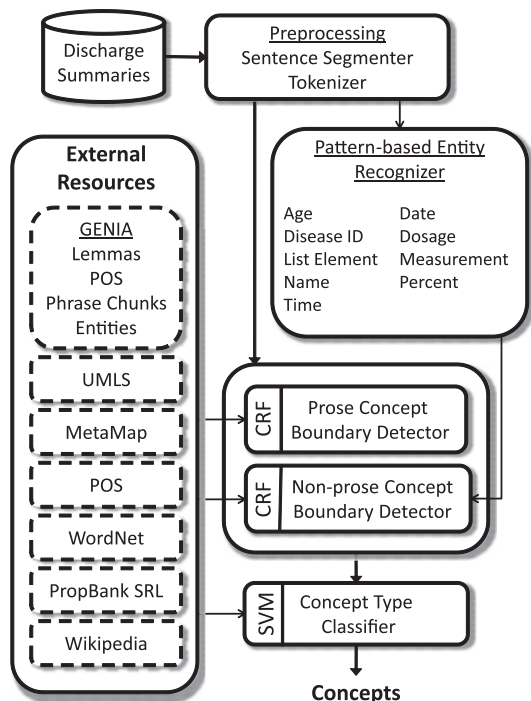 Discharge
Summaries
Preprocessing
Sentence Segmenter
Tokenizer
External
Resources
GENIA
Lemmas
POS
Phrase Chunks
Entities
UMLS
MetaMap
POS
WordNet
PropBank SRL
Wikipedia
Pattern-based Entity
Recognizer
Age
Disease ID
List Element
Name
Time
Date
Dosage
Measurement
Percent
CRF
Prose Concept
Boundary Detector
CRF
Non-prose Concept
Boundary Detector
SVM
Concept Type
Classifier
Concepts